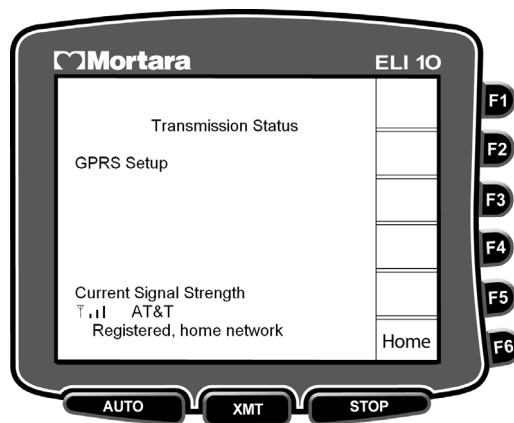 Mortara
ELI 10
Transmission Status
GPRS Setup
Current Signal Strength
AT&T
Registered, home network
Home
F1
F2
F3
F4
F5
F6
AUTO
XMT
STOP